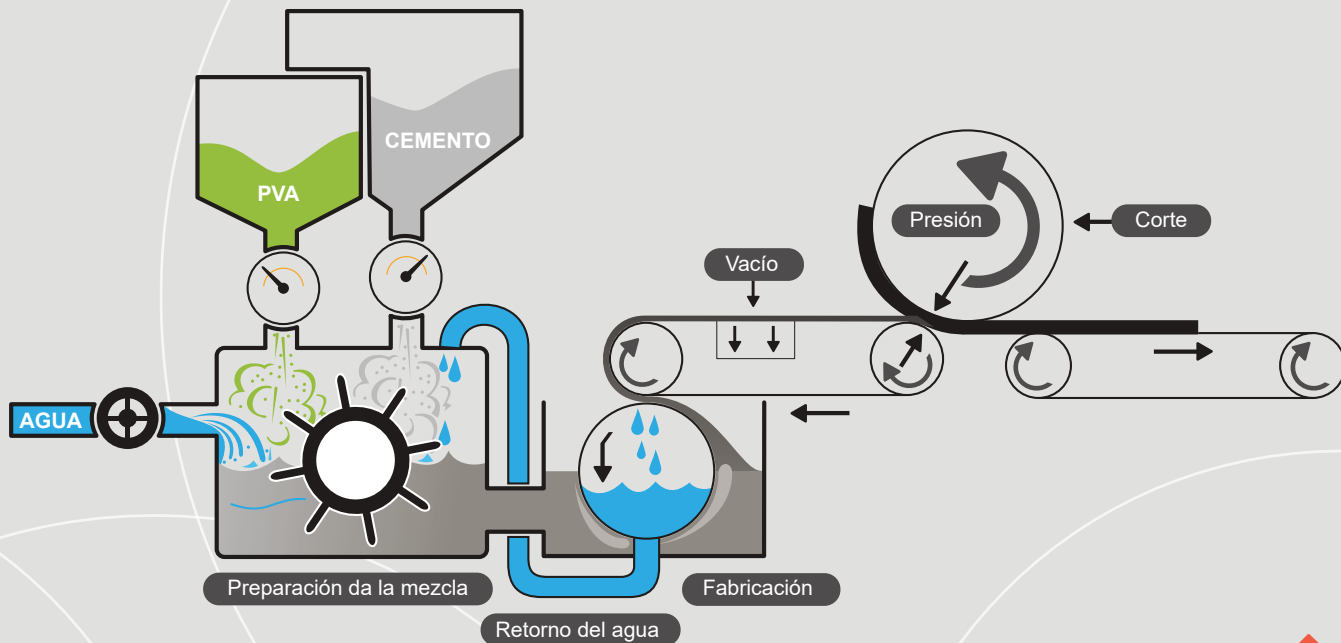 CEMENTO
PVA
Presión
Corte
Vacío
AGUA
Preparación da la mezcla
Fabricación
Retorno del agua